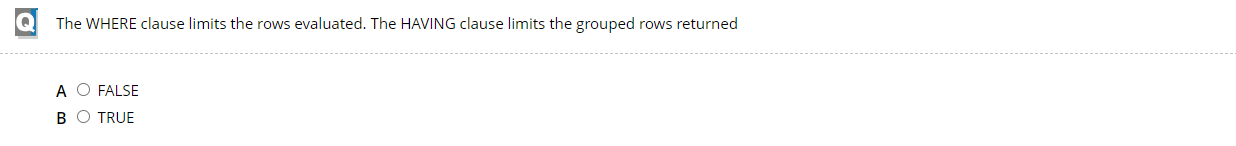 Q The WHERE clause limits the rows evaluated. The HAVING clause limits the grouped rows returned
A FALSE
B TRUE